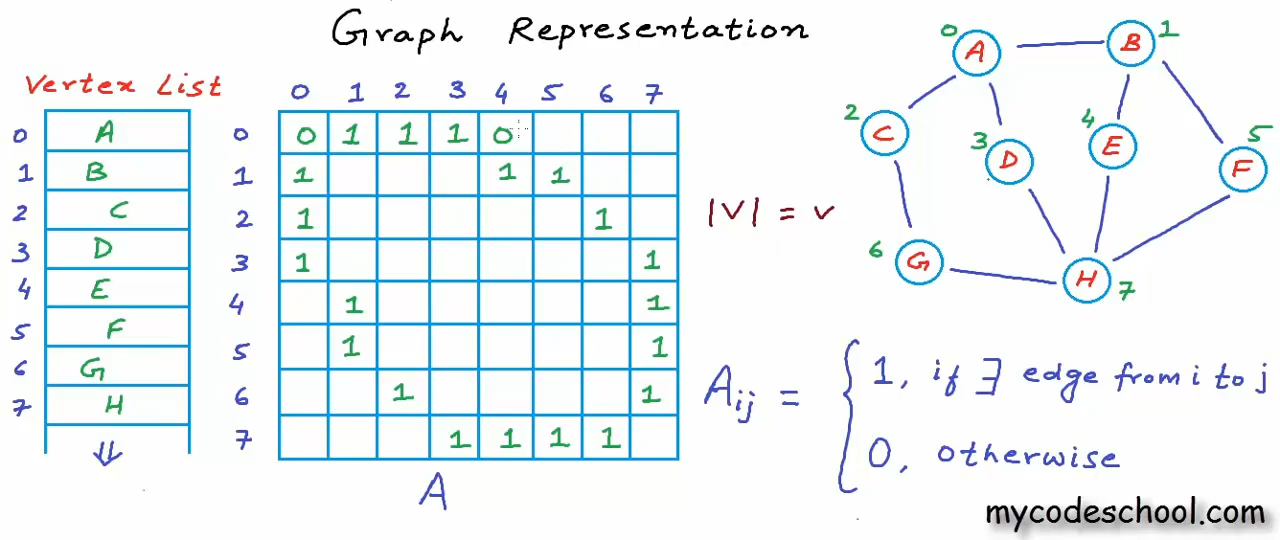 Graph Representation
Vertex List
0 1 2 3 4 5 6 7
0 A
1 B
2 C
3 D
4 E
5 F
6 G
7 H
0 0 1 1 1 0
1 1 1 1
2 1 1
3 1 1
4 1 1
5 1 1
6 1 1
7 1 1 1 1
A
0 A
B 1
2 C
3 D
4 E
5 F
6 G
H 7
|V| = v
Aij = { 1, if ∃ edge from i to j
0, otherwise
mycodeschool.com